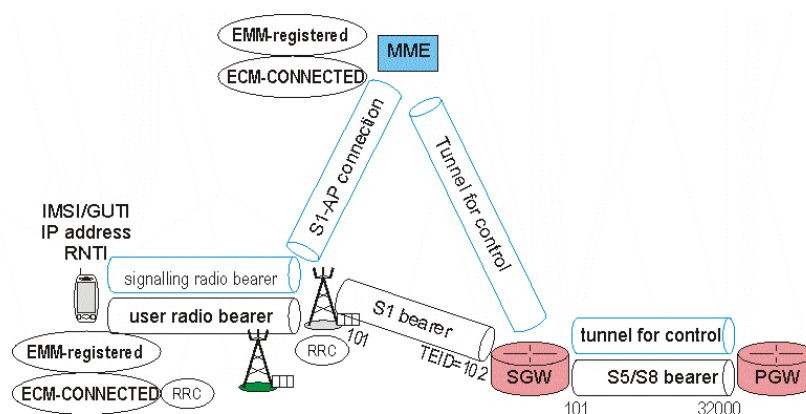 EMM-registered
MME
ECM-CONNECTED
S1-AP connection
Tunnel for control
IMSI/GUTI
IP address
RNTI
signalling radio bearer
user radio bearer
S1 bearer
101
TEID=102
RRC
EMM-registered
ECM-CONNECTED
RRC
tunnel for control
SGW
S5/S8 bearer
PGW
101
32000